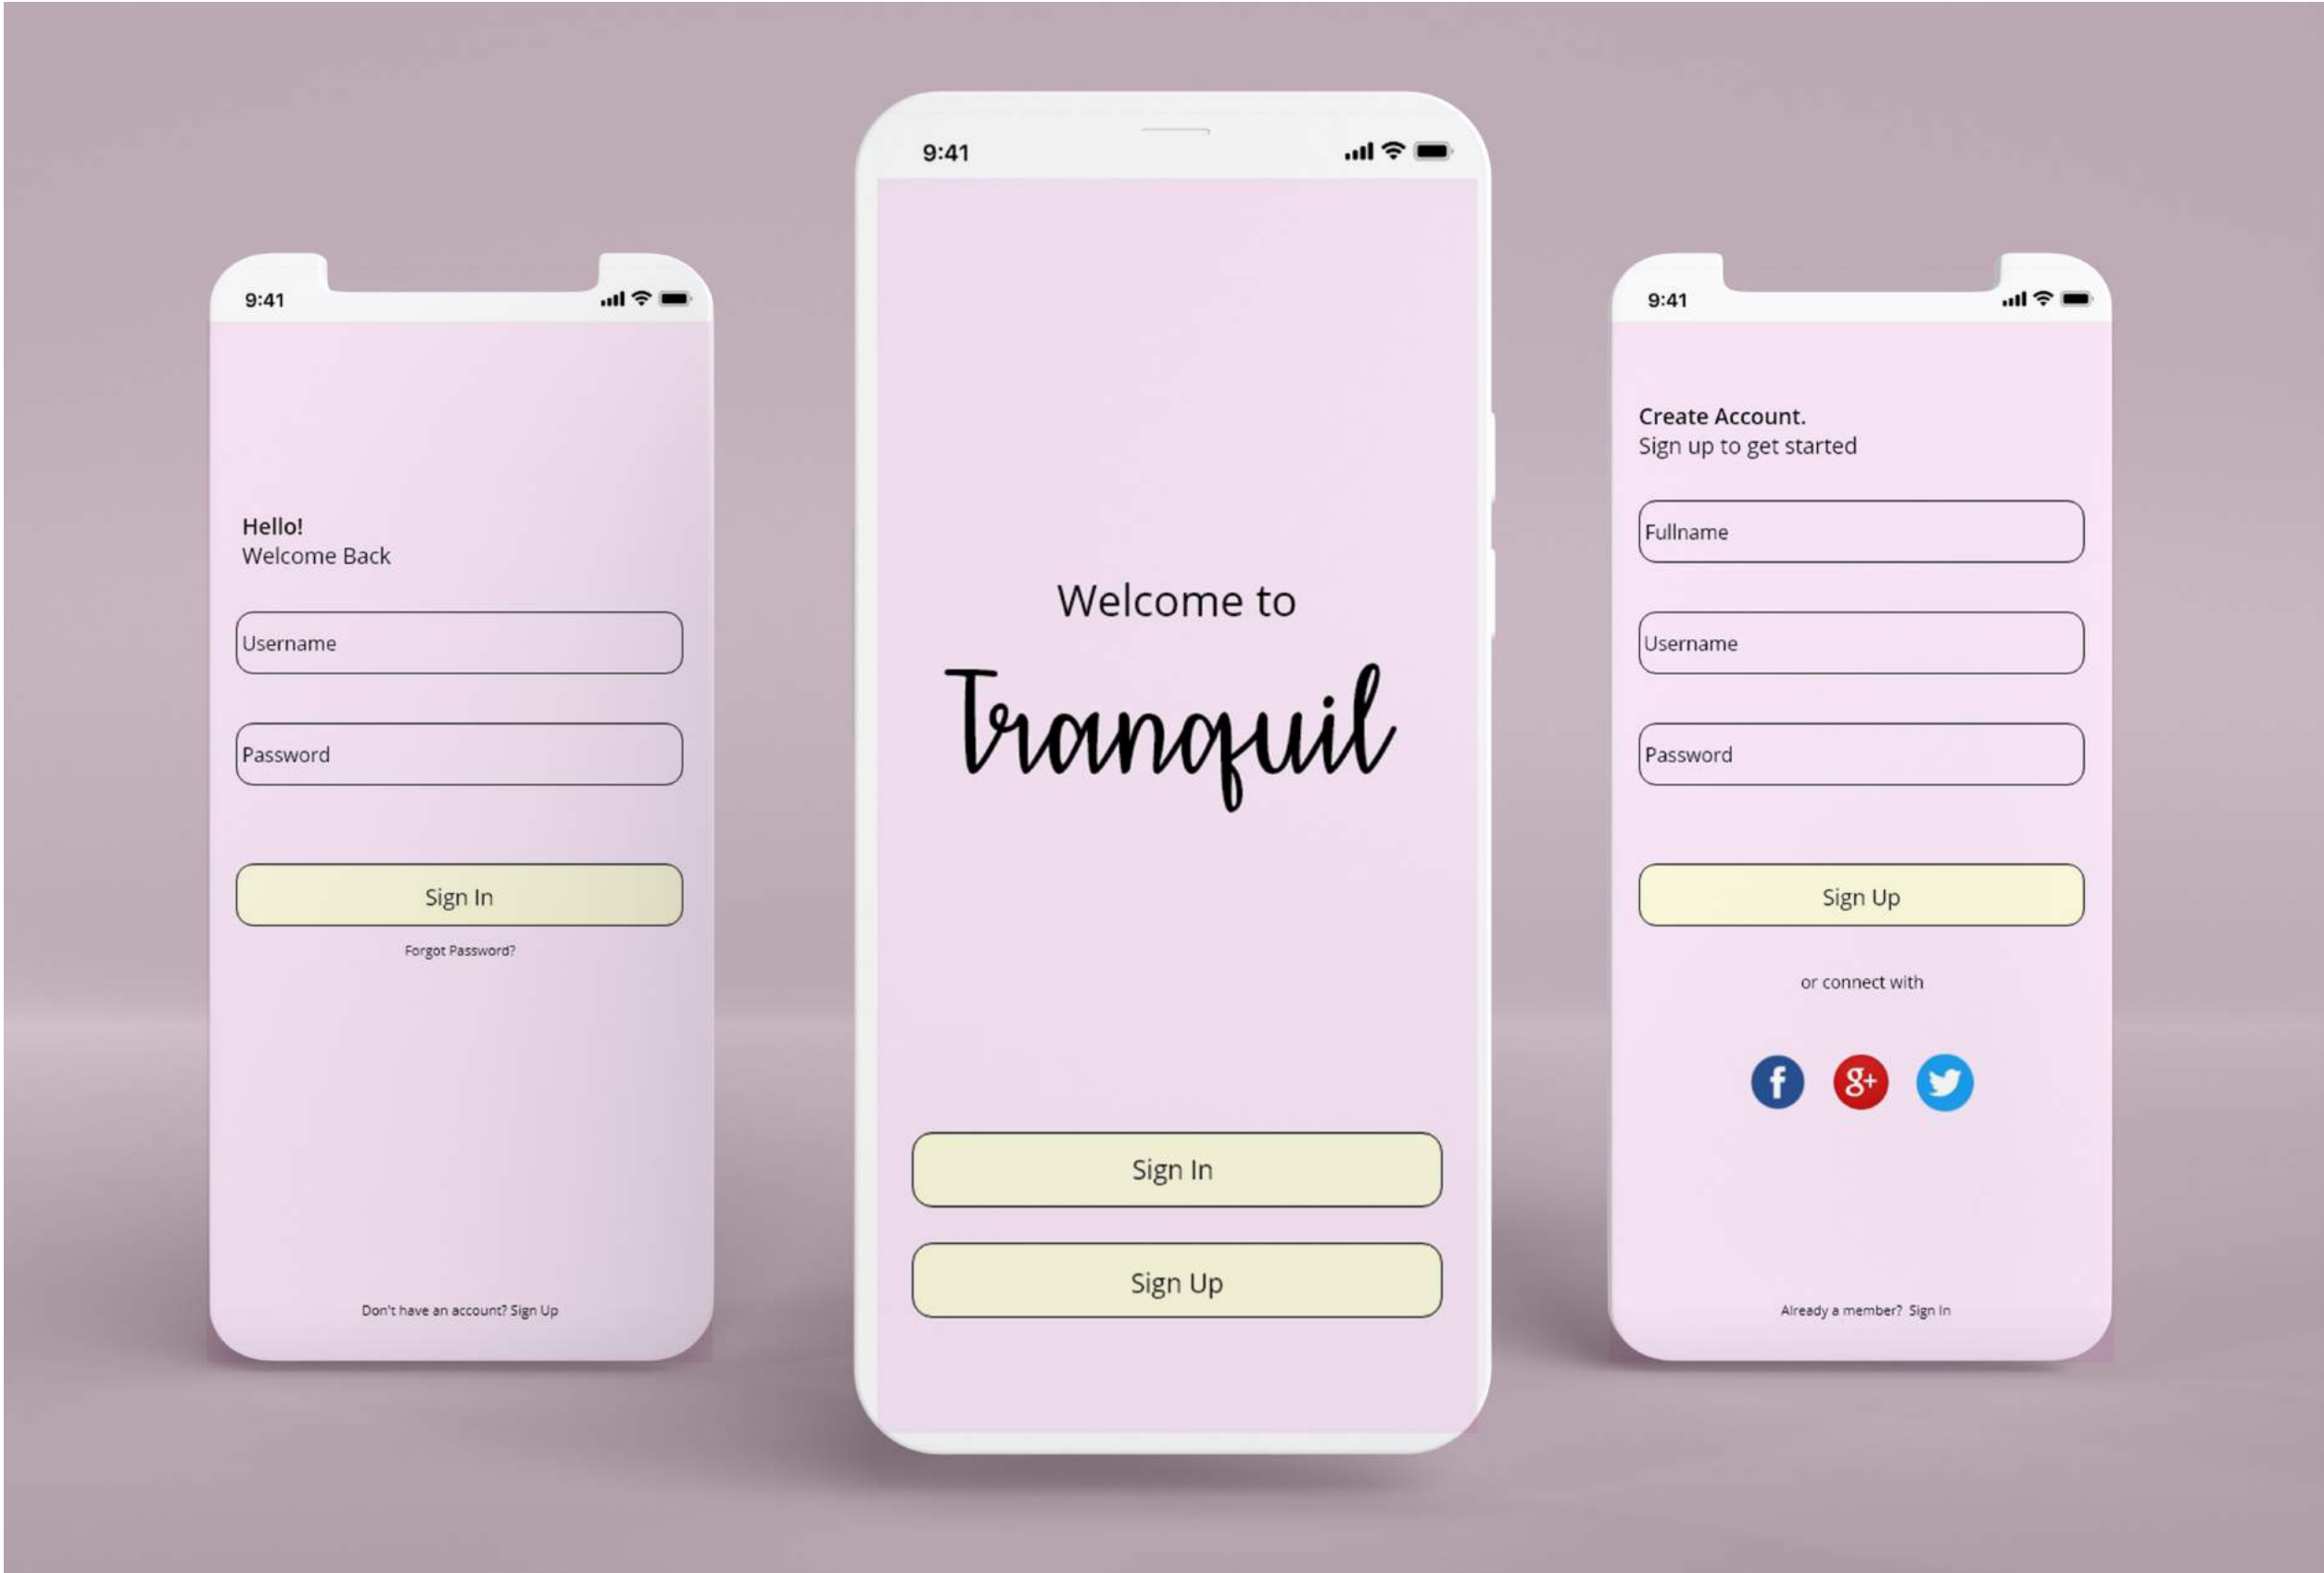 9:41
Hello!
Welcome Back
Username
Password
Sign In
Forgot Password?
Don't have an account? Sign Up
9:41
Welcome to
Tranquil
Sign In
Sign Up
9:41
Create Account.
Sign up to get started
Fullname
Username
Password
Sign Up
or connect with
f g+
Already a member? Sign In